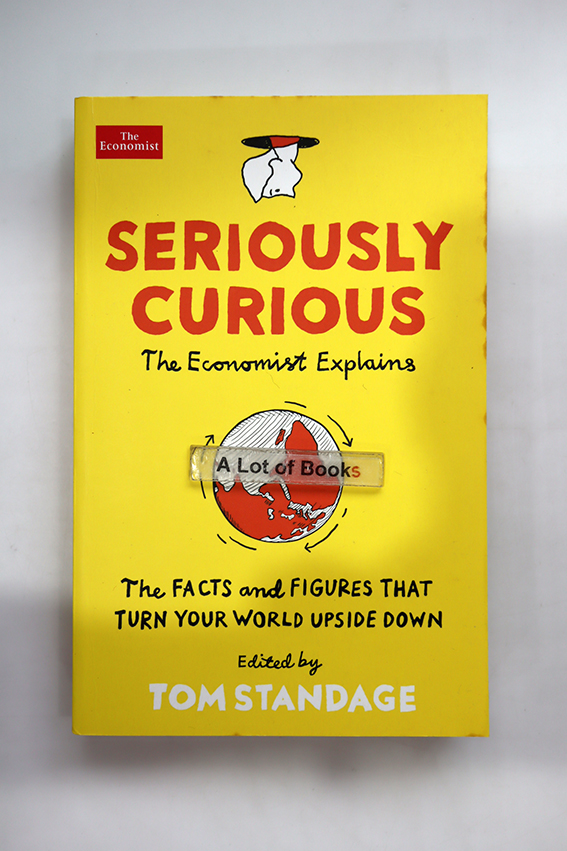 The
Economist
SERIOUSLY
CURIOUS
The Economist Explains
A Lot of Books
The FACTS and FIGURES THAT
TURN YOUR WORLD UPSIDE DOWN
Edited by
TOM STANDAGE